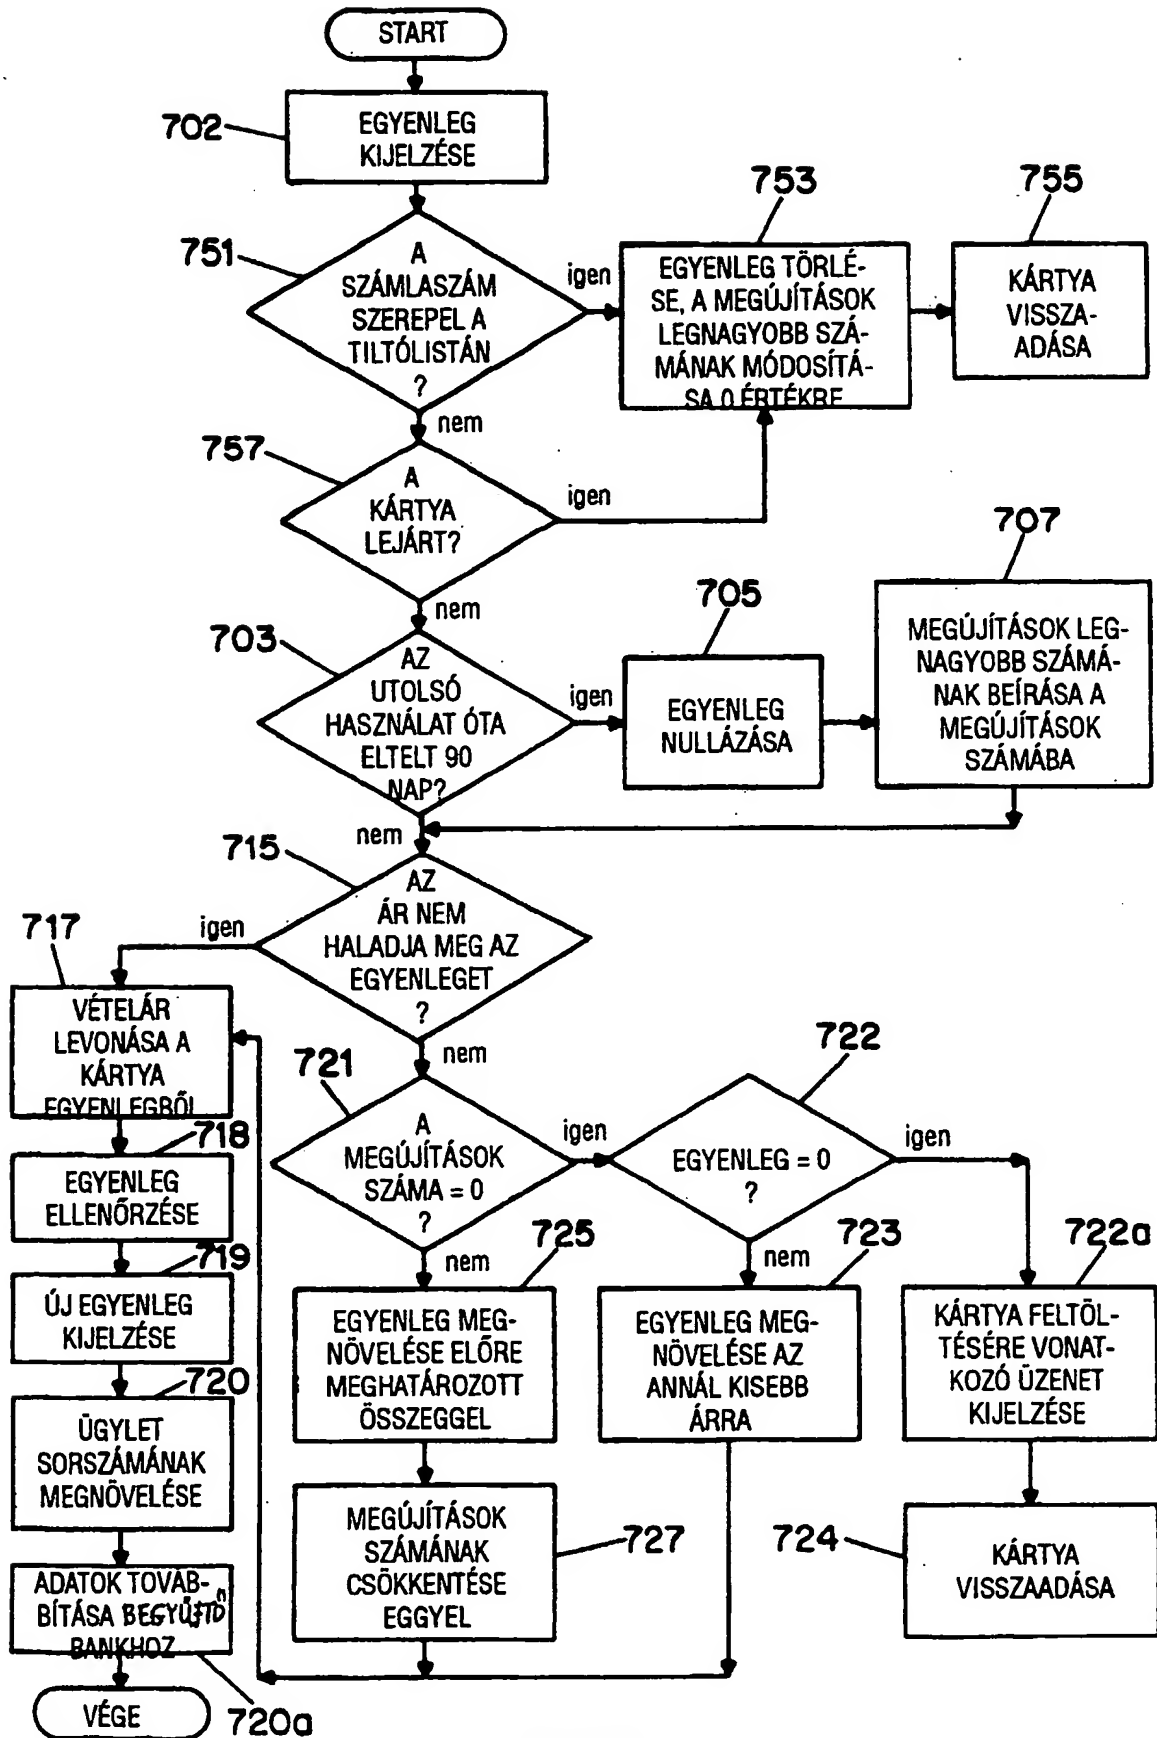 START
702
EGYENLEG
KIJELZÉSE
751
A
SZÁMLASZÁM
SZEREPEL A
TILTÓLISTÁN
?
igen
753
EGYENLEG TÖRLÉ-
SE, A MEGÚJÍTÁSOK
LEGNAGYOBB SZÁ-
MÁNAK MÓDOSÍTÁ-
SA 0 ÉRTÉKRE
755
KÁRTYA
VISSZA-
ADÁSA
nem
757
A
KÁRTYA
LEJÁRT?
igen
nem
703
AZ
UTOLSÓ
HASZNÁLAT ÓTA
ELTELT 90
NAP?
igen
705
EGYENLEG
NULLÁZÁSA
707
MEGÚJÍTÁSOK LEG-
NAGYOBB SZÁMÁ-
NAK BEÍRÁSA A
MEGÚJÍTÁSOK
SZÁMÁBA
nem
715
AZ
ÁR NEM
HALADJA MEG AZ
EGYENLEGET
?
igen
717
VÉTELÁR
LEVONÁSA A
KÁRTYA
EGYENLEGBŐL
718
EGYENLEG
ELLENŐRZÉSE
719
ÚJ EGYENLEG
KIJELZÉSE
720
ÜGYLET
SORSZÁMÁNAK
MEGNÖVELÉSE
ADATOK TOVÁB-
BÍTÁSA BEGYŰJTŐ
BANKHOZ
720a
VÉGE
nem
721
A
MEGÚJÍTÁSOK
SZÁMA = 0
?
igen
722
EGYENLEG = 0
?
igen
nem
725
EGYENLEG MEG-
NÖVELÉSE ELŐRE
MEGHATÁROZOTT
ÖSSZEGGEL
nem
723
EGYENLEG MEG-
NÖVELÉSE AZ
ANNÁL KISEBB
ÁRRA
722a
KÁRTYA FELTÖL-
TÉSÉRE VONAT-
KOZÓ ÜZENET
KIJELZÉSE
MEGÚJÍTÁSOK
SZÁMÁNAK
CSÖKKENTÉSE
EGGYEL
727
724
KÁRTYA
VISSZAADÁSA